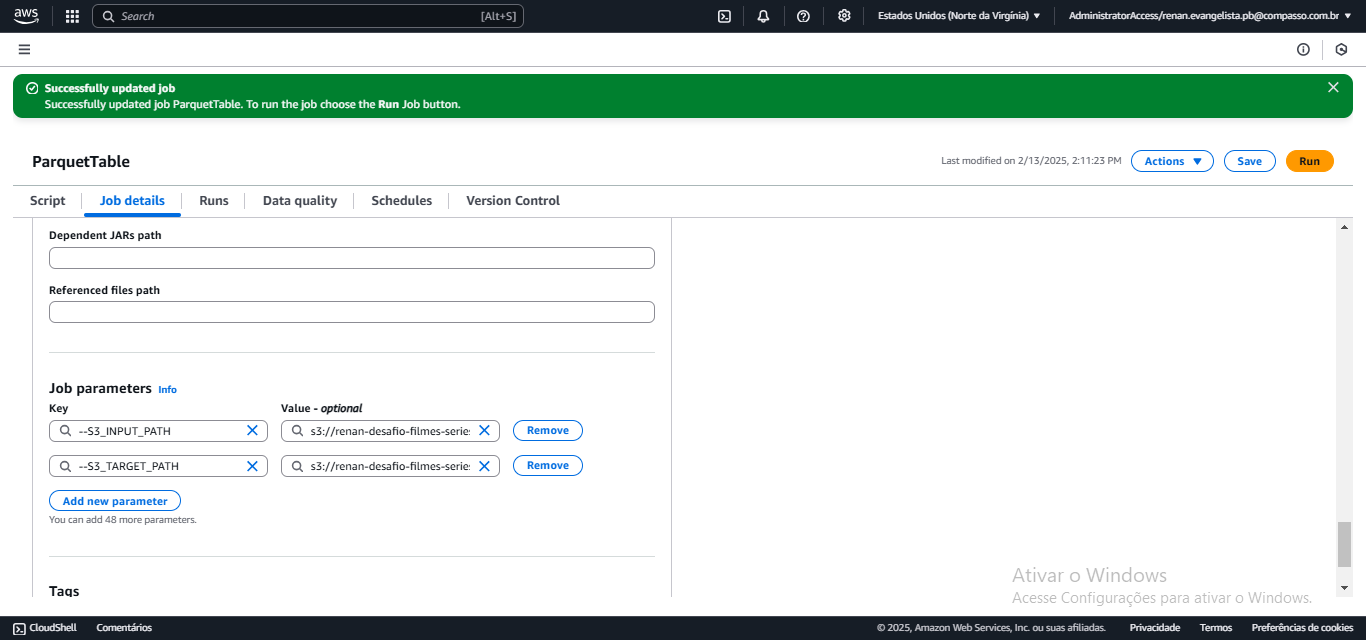 aws
Search [Alt+S] Estados Unidos (Norte da Virgínia) AdministratorAccess/renan.evangelista.pb@compasso.com.br
Successfully updated job
Successfully updated job ParquetTable. To run the job choose the Run Job button.
ParquetTable Last modified on 2/13/2025, 2:11:23 PM Actions Save Run
Script Job details Runs Data quality Schedules Version Control
Dependent JARs path
Referenced files path
Job parameters Info
Key Value - optional
--S3_INPUT_PATH s3://renan-desafio-filmes-serie: Remove
--S3_TARGET_PATH s3://renan-desafio-filmes-serie: Remove
Add new parameter
You can add 48 more parameters.
Tags
Ativar o Windows
Acesse Configurações para ativar o Windows.
CloudShell Comentários © 2025, Amazon Web Services, Inc. ou suas afiliadas. Privacidade Termos Preferências de cookies